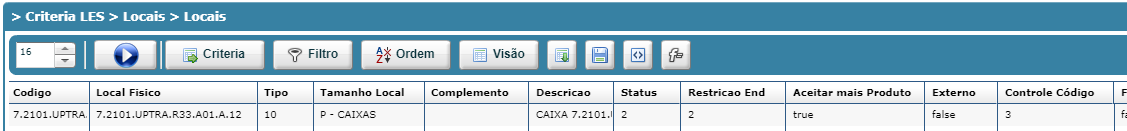 > Criteria LES > Locais > Locais
16 Criteria Filtro Ordem Visão
Codigo Local Fisico Tipo Tamanho Local Complemento Descricao Status Restricao End Aceitar mais Produto Externo Controle Código F
7.2101.UPTRA. 7.2101.UPTRA.R33.A01.A.12 10 P - CAIXAS CAIXA 7.2101.U 2 2 true false 3 fa